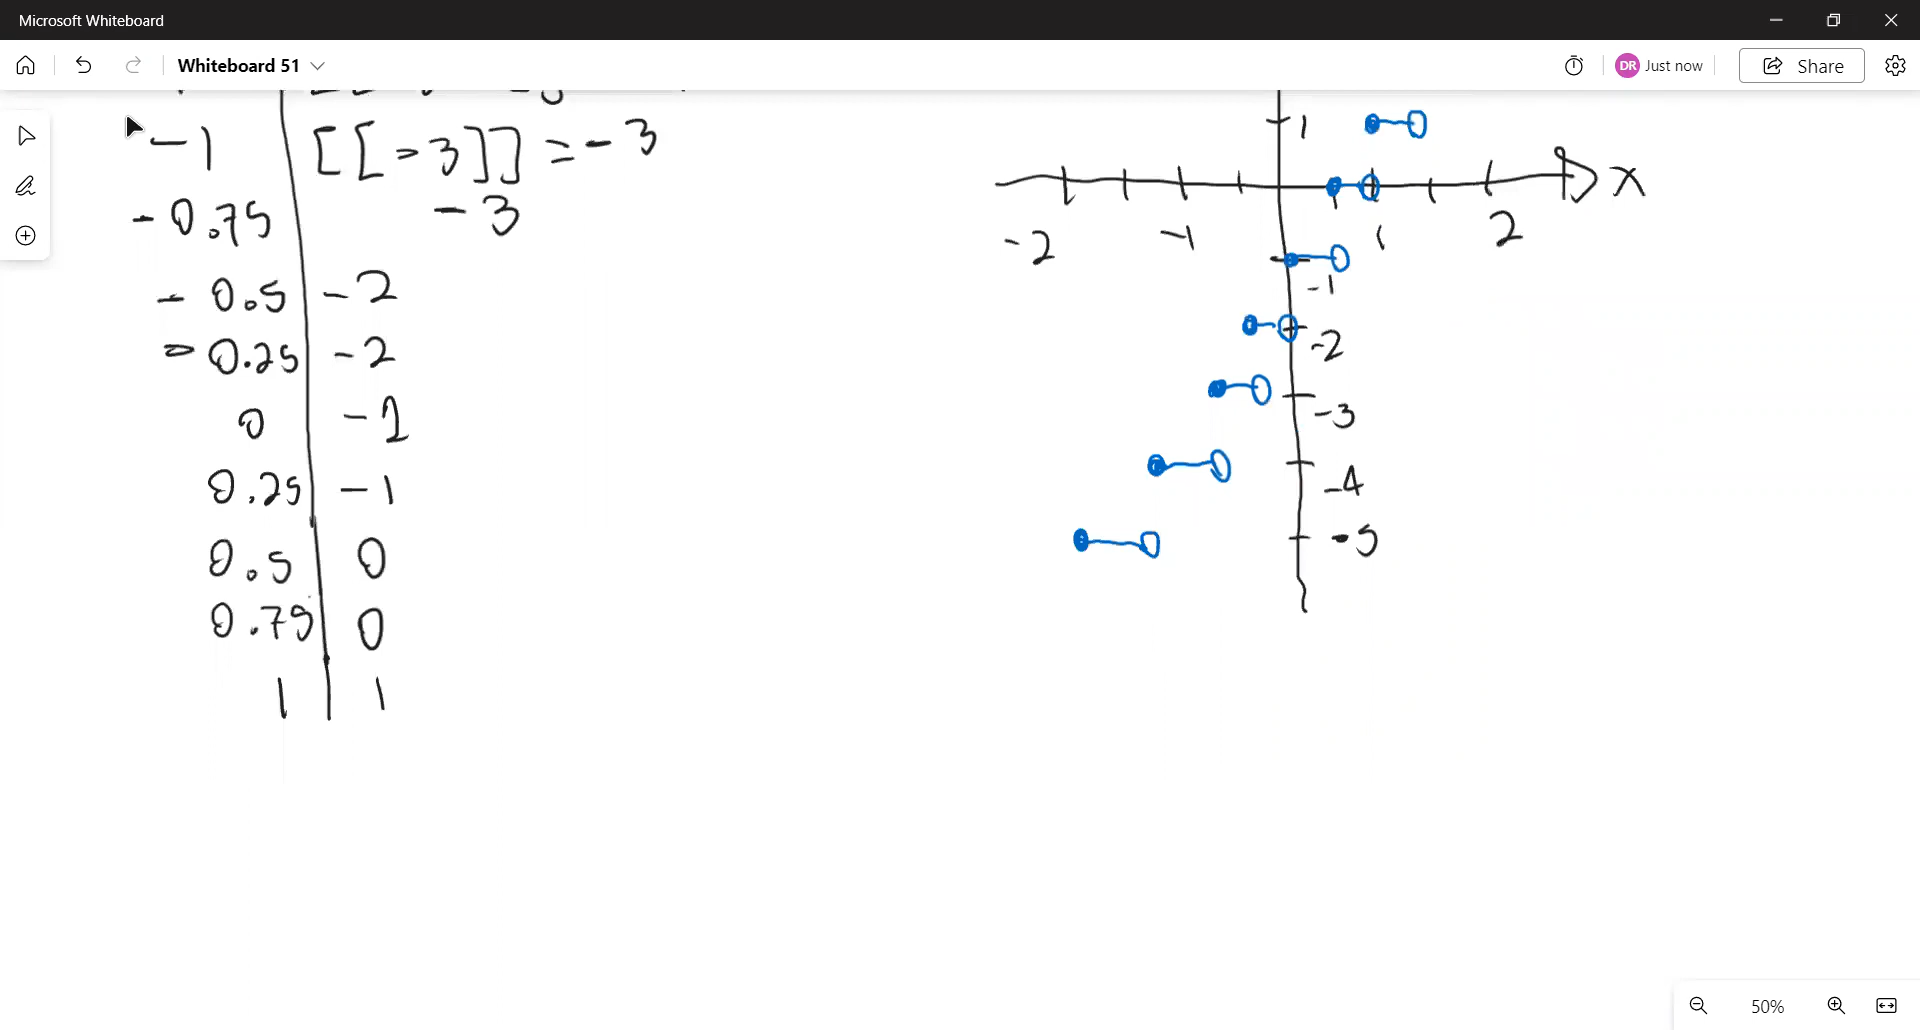 Microsoft Whiteboard
Whiteboard 51
DR Just now
Share
-1 [[-3]] = -3
-0.75 -3
-0.5 -2
-0.25 -2
0 -1
0.25 -1
0.5 0
0.75 0
1 1
1
x
-2 -1 1 2
-1
-2
-3
-4
-5
50%